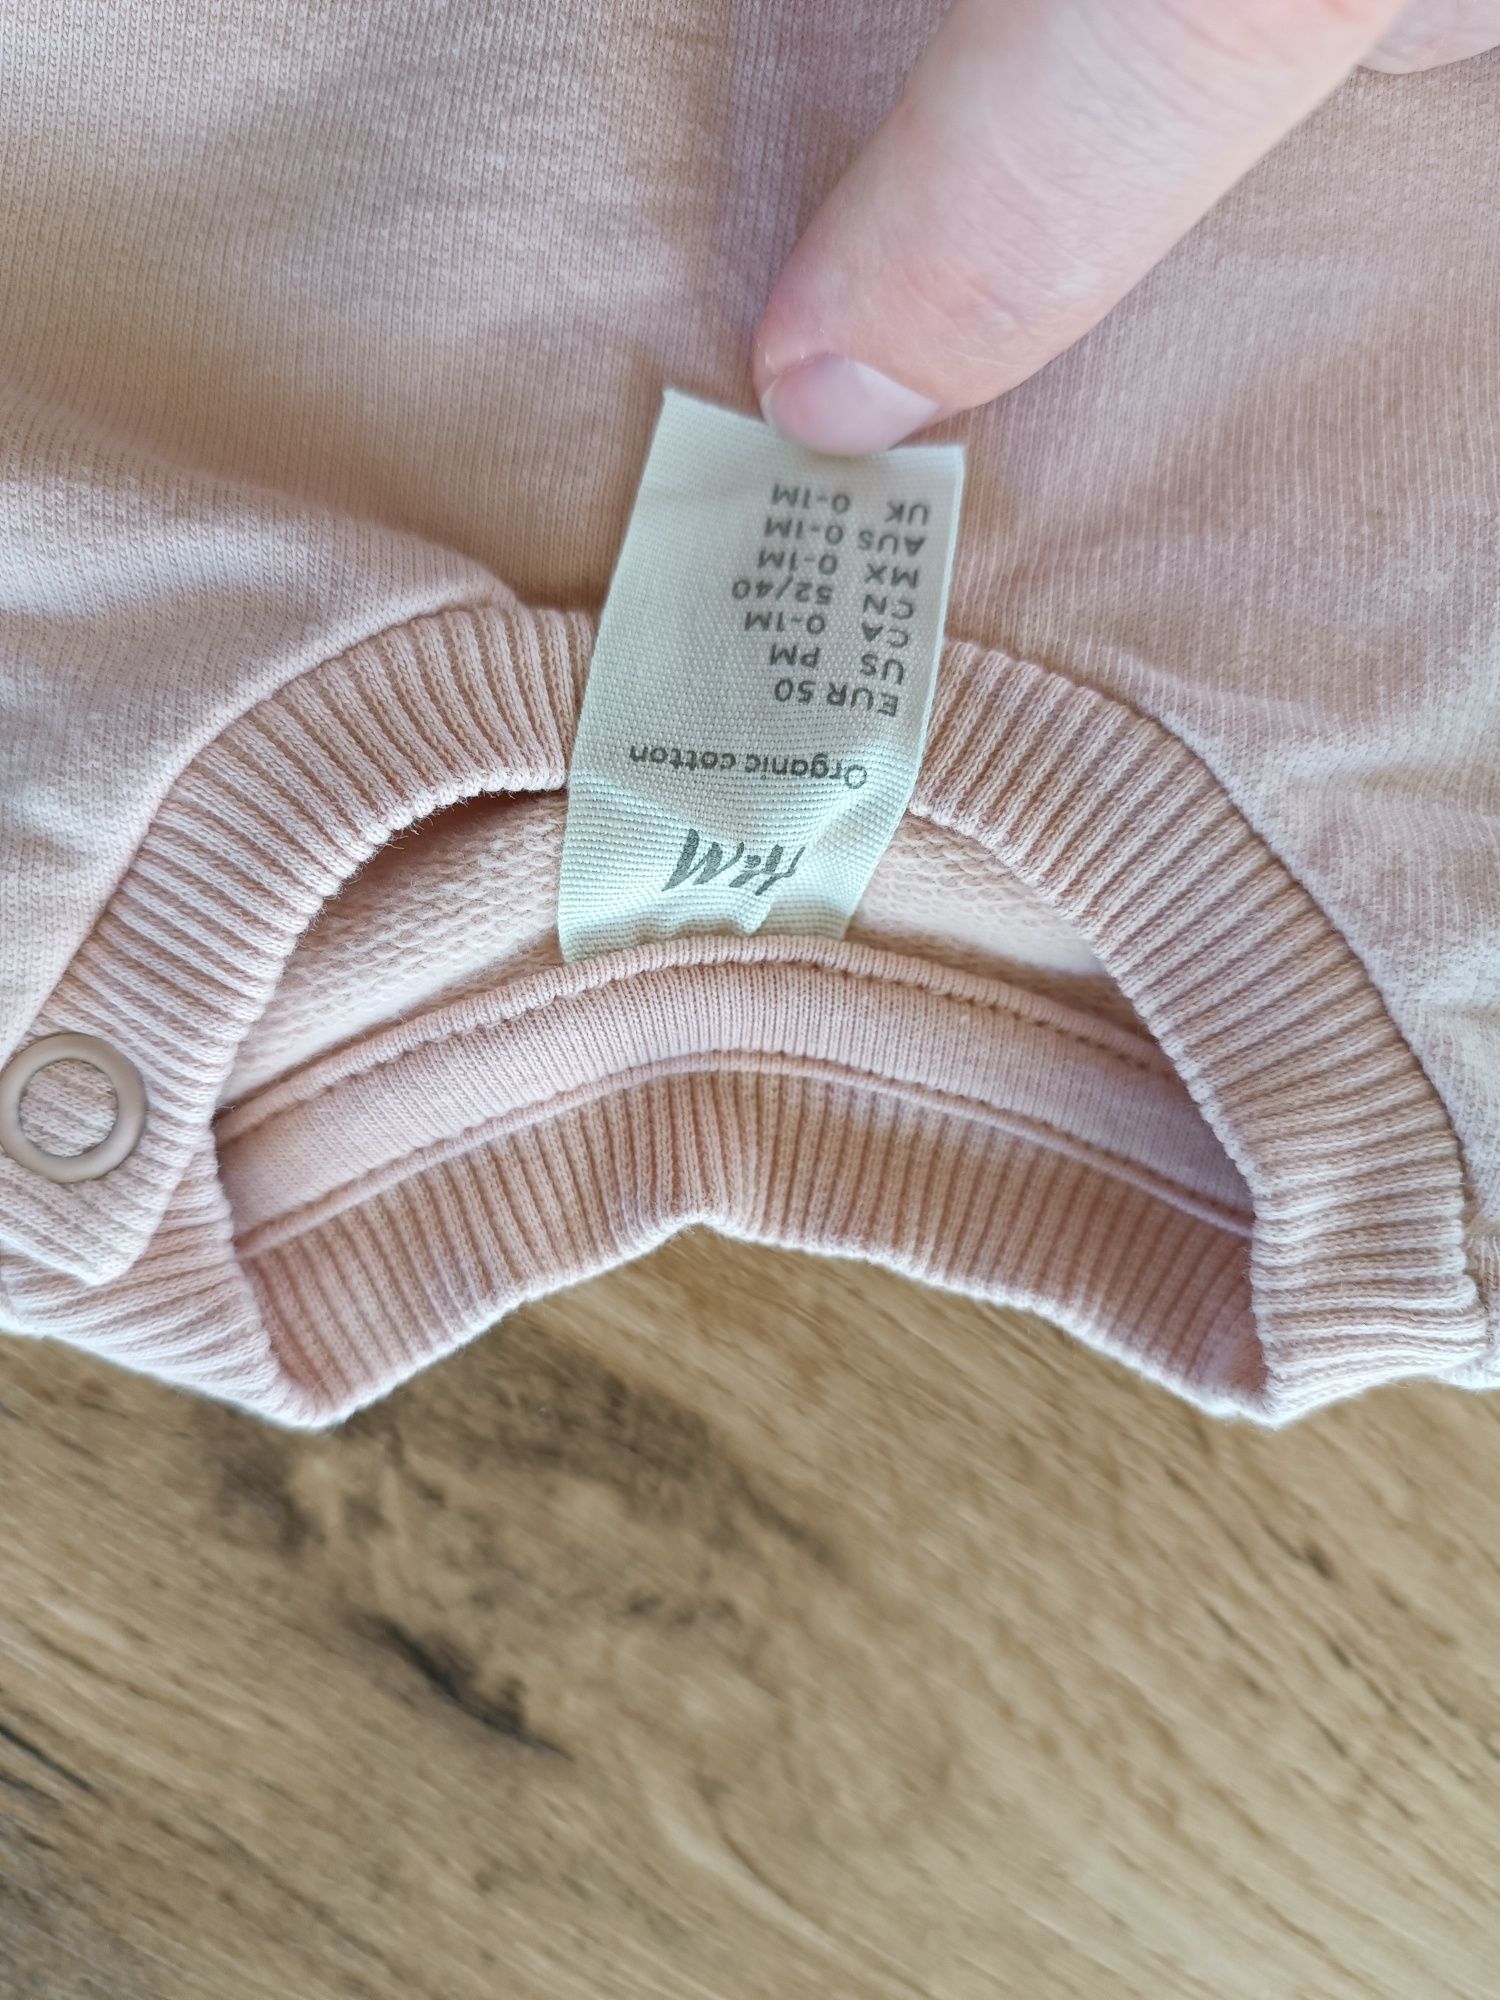 H&M
Organic cotton
EUR 50
US PM
CA 0-1M
CN 52/40
MX 0-1M
AUS 0-1M
UK 0-1M